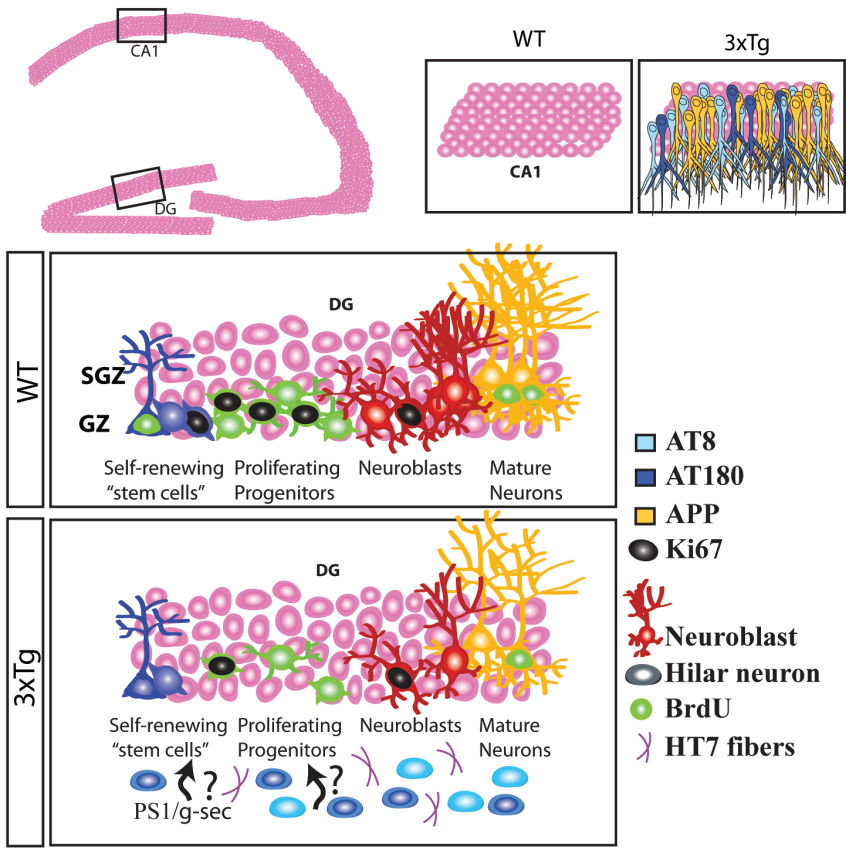 CA1
DG
WT
3xTg
CA1
WT
DG
SGZ
GZ
Self-renewing
"stem cells"
Proliferating
Progenitors
Neuroblasts
Mature
Neurons
3xTg
DG
Self-renewing
"stem cells"
Proliferating
Progenitors
Neuroblasts
Mature
Neurons
?
?
PS1/g-sec
AT8
AT180
APP
Ki67
Neuroblast
Hilar neuron
BrdU
HT7 fibers